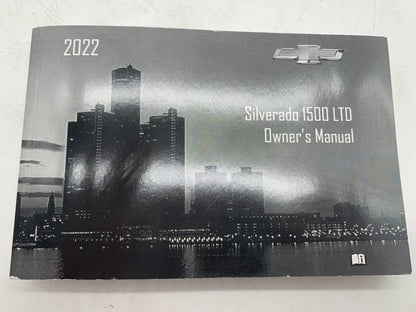 2022
Silverado 1500 LTD
Owner's Manual